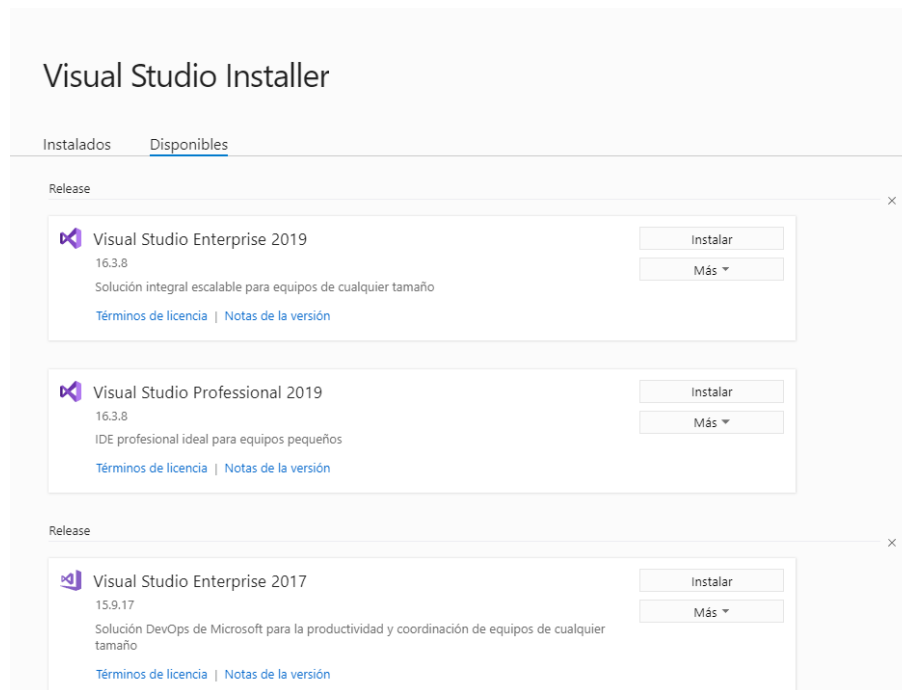 Visual Studio Installer
Instalados Disponibles
Release
Visual Studio Enterprise 2019
Instalar
16.3.8
Más
Solución integral escalable para equipos de cualquier tamaño
Términos de licencia | Notas de la versión
Visual Studio Professional 2019
Instalar
16.3.8
Más
IDE profesional ideal para equipos pequeños
Términos de licencia | Notas de la versión
Release
Visual Studio Enterprise 2017
Instalar
15.9.17
Más
Solución DevOps de Microsoft para la productividad y coordinación de equipos de cualquier
tamaño
Términos de licencia | Notas de la versión